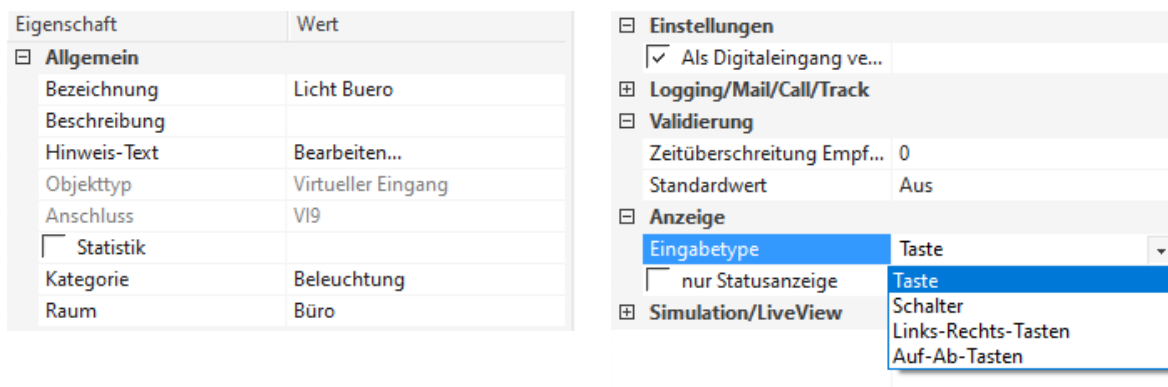 Eigenschaft Wert
Allgemein
Bezeichnung Licht Buero
Beschreibung
Hinweis-Text Bearbeiten...
Objekttyp Virtueller Eingang
Anschluss VI9
Statistik
Kategorie Beleuchtung
Raum Büro
Einstellungen
Als Digitaleingang ve...
Logging/Mail/Call/Track
Validierung
Zeitüberschreitung Empf... 0
Standardwert Aus
Anzeige
Eingabetype Taste
nur Statusanzeige
Taste
Schalter
Links-Rechts-Tasten
Auf-Ab-Tasten
Simulation/LiveView